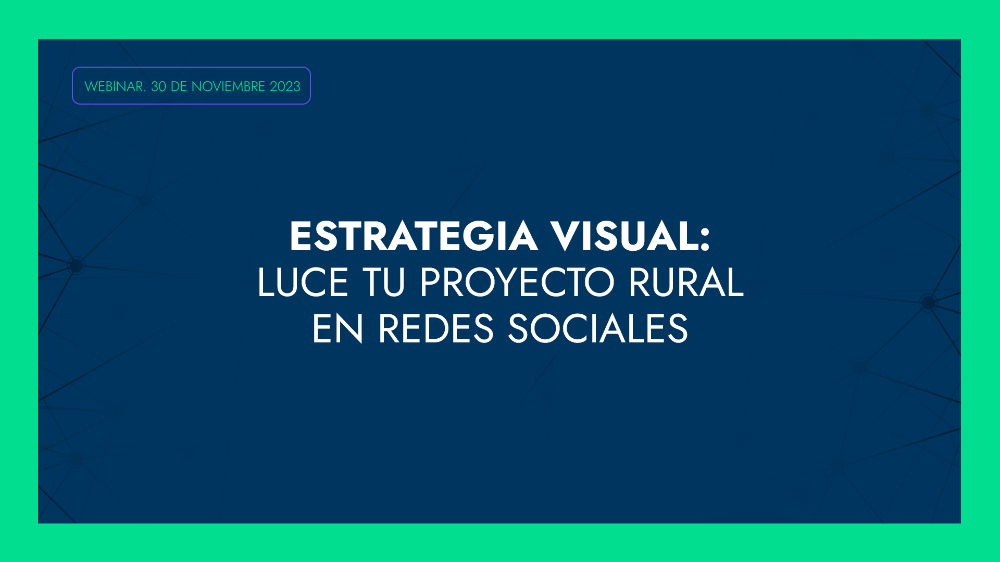 WEBINAR. 30 DE NOVIEMBRE 2023
ESTRATEGIA VISUAL:
LUCE TU PROYECTO RURAL
EN REDES SOCIALES